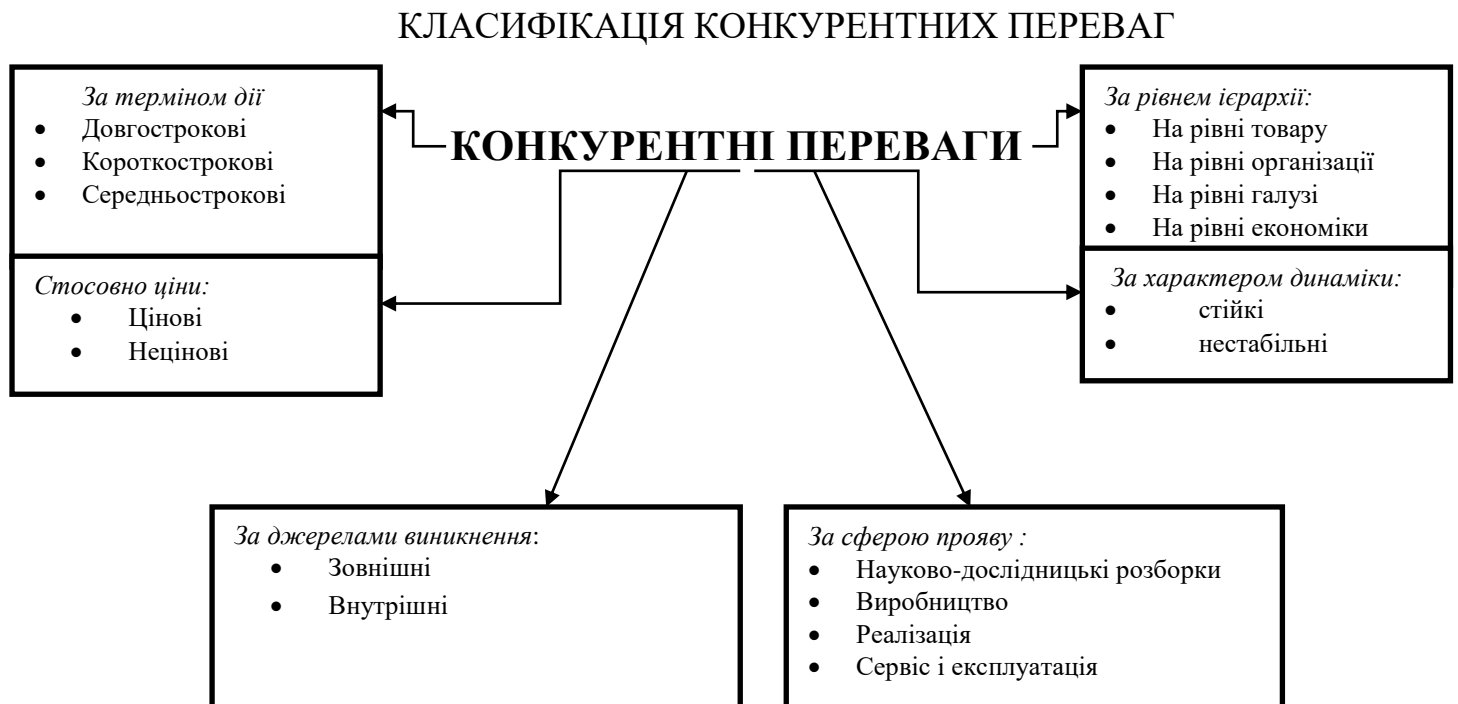 КЛАСИФІКАЦІЯ КОНКУРЕНТНИХ ПЕРЕВАГ
КОНКУРЕНТНІ ПЕРЕВАГИ
За терміном дії
• Довгострокові
• Короткострокові
• Середньострокові
Стосовно ціни:
• Цінові
• Нецінові
За рівнем ієрархії:
• На рівні товару
• На рівні організації
• На рівні галузі
• На рівні економіки
За характером динаміки:
• стійкі
• нестабільні
За джерелами виникнення:
• Зовнішні
• Внутрішні
За сферою прояву :
• Науково-дослідницькі розборки
• Виробництво
• Реалізація
• Сервіс і експлуатація